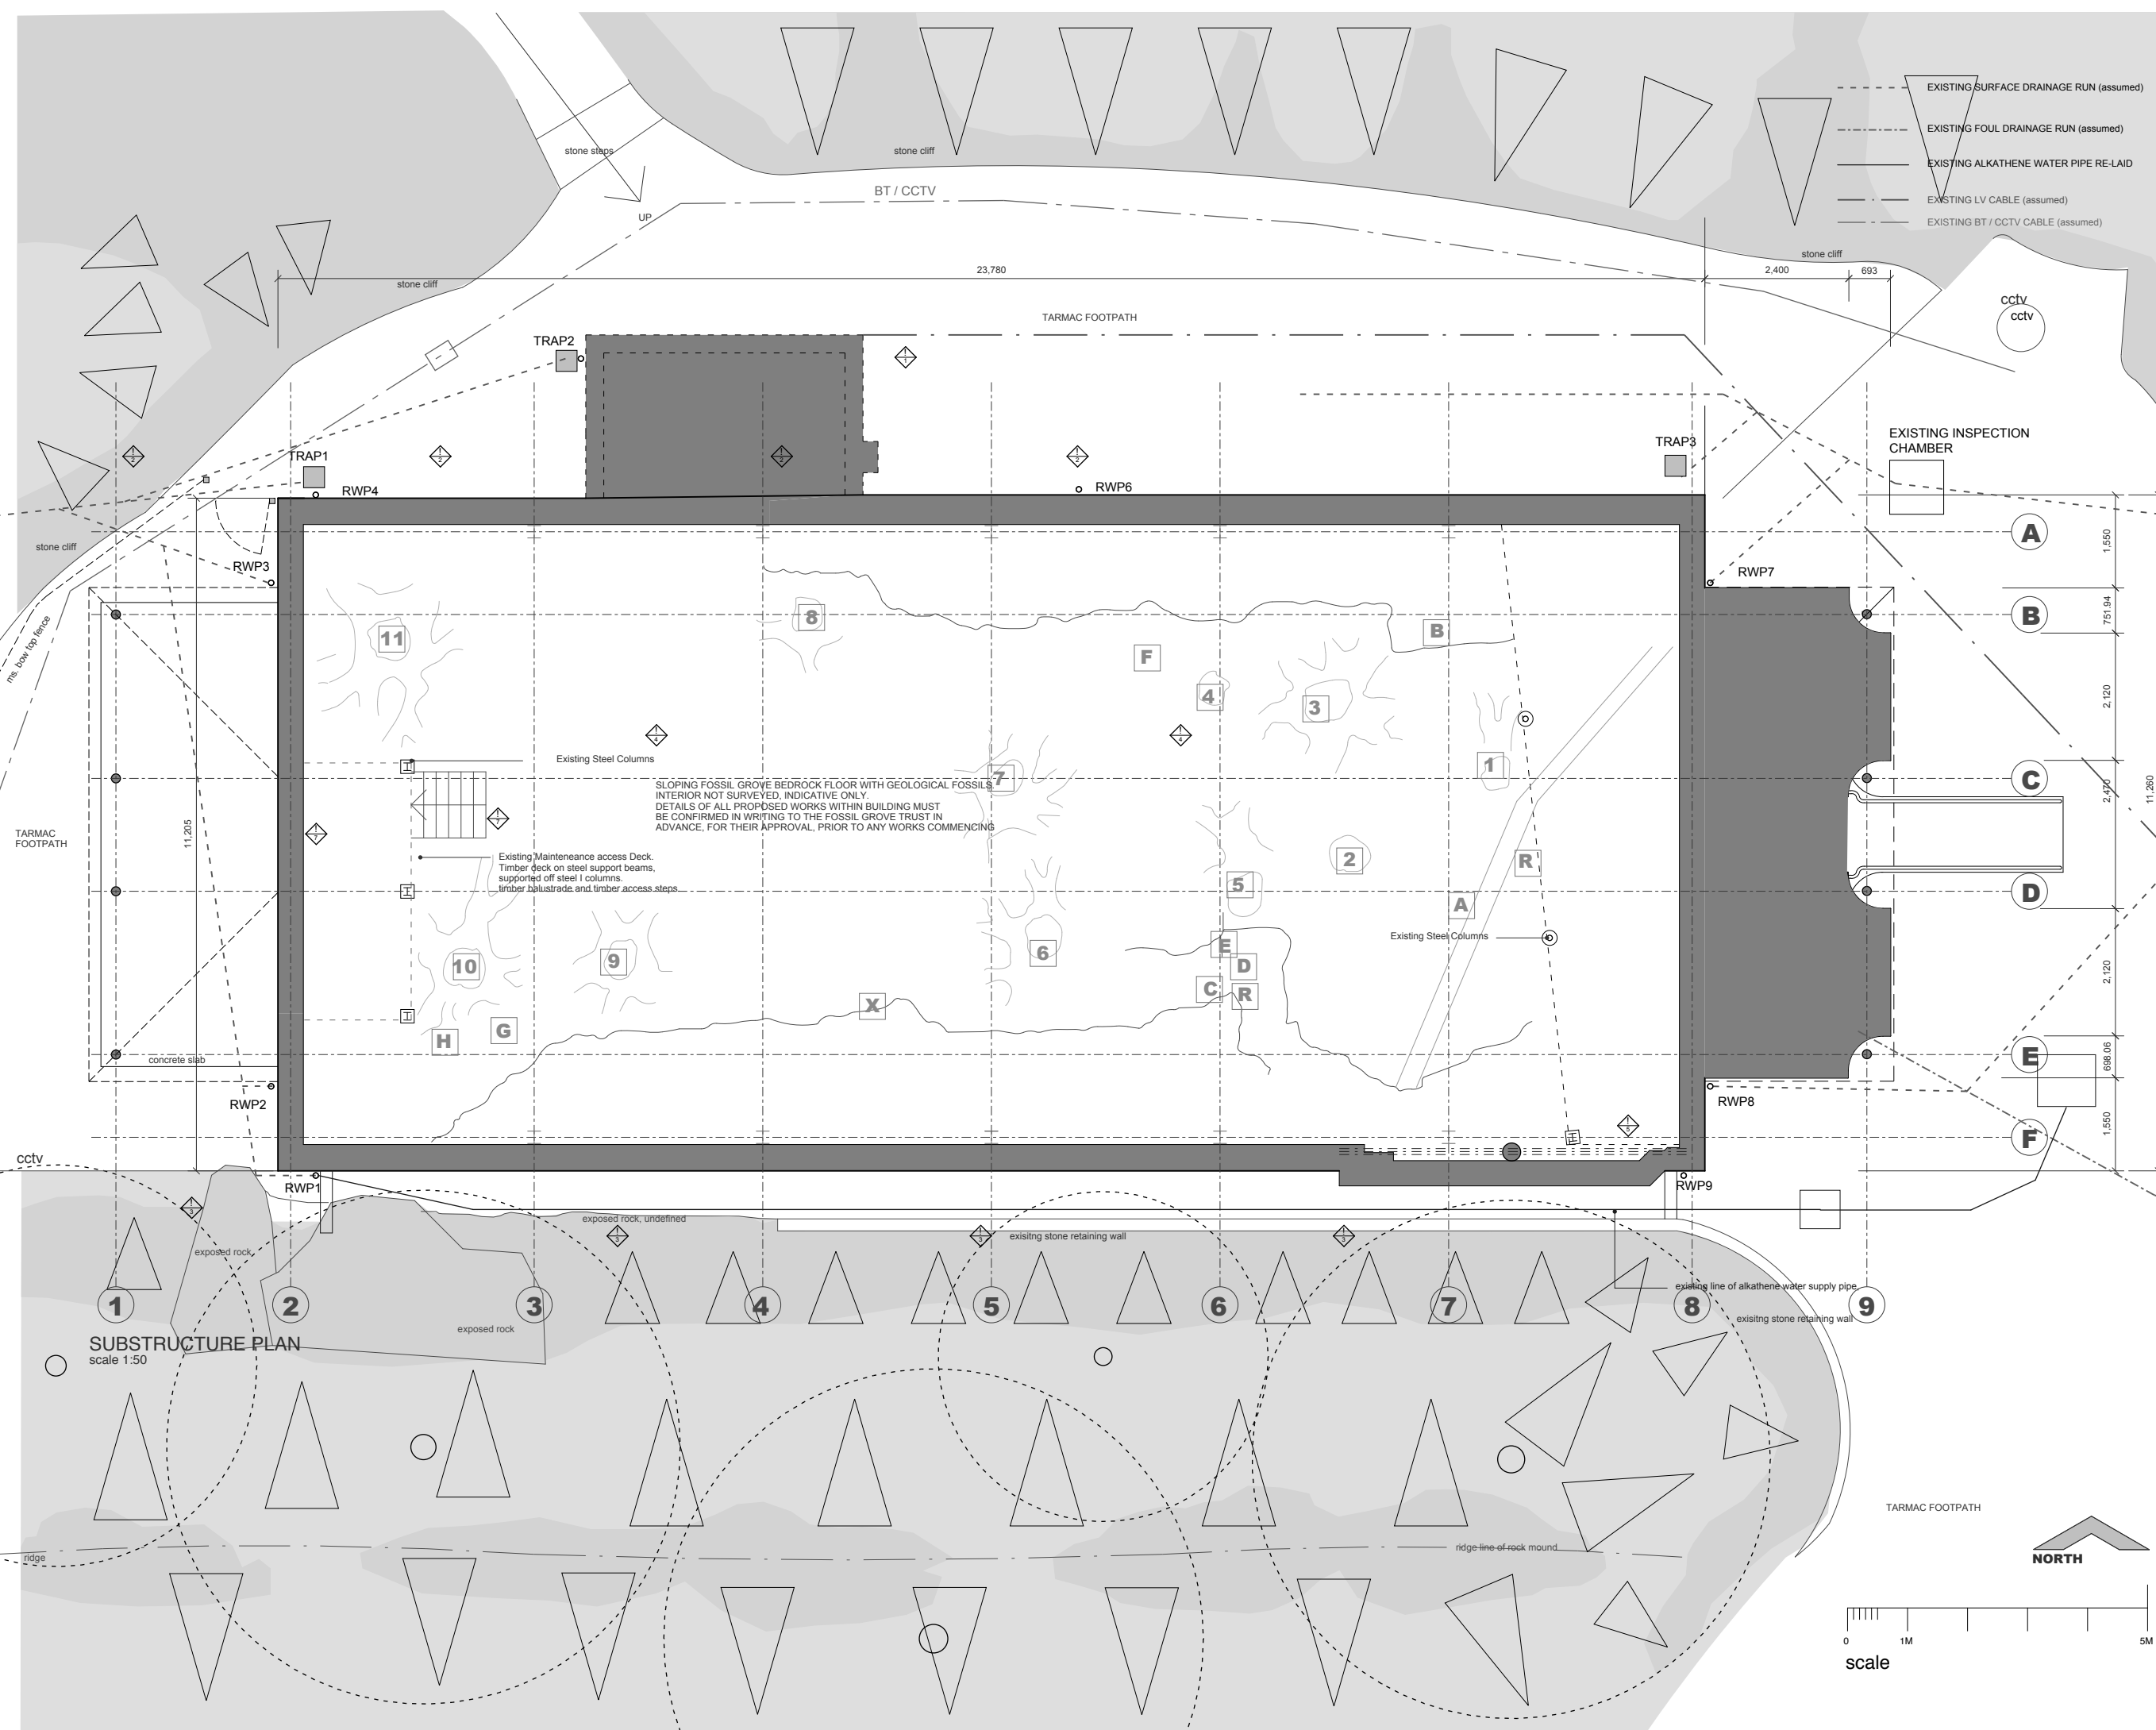 EXISTING SURFACE DRAINAGE RUN (assumed)
EXISTING FOUL DRAINAGE RUN (assumed)
EXISTING ALKATHENE WATER PIPE RE-LAID
EXISTING LV CABLE (assumed)
EXISTING BT / CCTV CABLE (assumed)
stone steps
stone cliff
BT / CCTV
UP
stone cliff
stone cliff
23,780
2,400
693
cctv
cctv
TARMAC FOOTPATH
TRAP2
TRAP1
TRAP3
EXISTING INSPECTION
CHAMBER
RWP4
RWP6
stone cliff
RWP3
RWP7
A
1,550
B
751.94
ms. bow top fence
11
8
B
F
4
3
2,120
1
7
C
Existing Steel Columns
SLOPING FOSSIL GROVE BEDROCK FLOOR WITH GEOLOGICAL FOSSILS.
INTERIOR NOT SURVEYED, INDICATIVE ONLY.
DETAILS OF ALL PROPOSED WORKS WITHIN BUILDING MUST
BE CONFIRMED IN WRITING TO THE FOSSIL GROVE TRUST IN
ADVANCE, FOR THEIR APPROVAL, PRIOR TO ANY WORKS COMMENCING
2,470
11,260
TARMAC
FOOTPATH
11,205
Existing Mainteneance access Deck.
Timber deck on steel support beams,
supported off steel I columns.
timber balustrade and timber access steps.
2
R
5
A
D
Existing Steel Columns
E
D
6
9
10
C
R
X
G
H
2,120
concrete slab
E
698.06
RWP2
RWP8
F
1,550
cctv
RWP1
RWP9
exposed rock, undefined
exisitng stone retaining wall
exposed rock
existing line of alkathene water supply pipe.
exisitng stone retaining wall
1
2
3
4
5
6
7
8
9
exposed rock
SUBSTRUCTURE PLAN
scale 1:50
ridge
ridge line of rock mound
TARMAC FOOTPATH
NORTH
0
1M
5M
scale